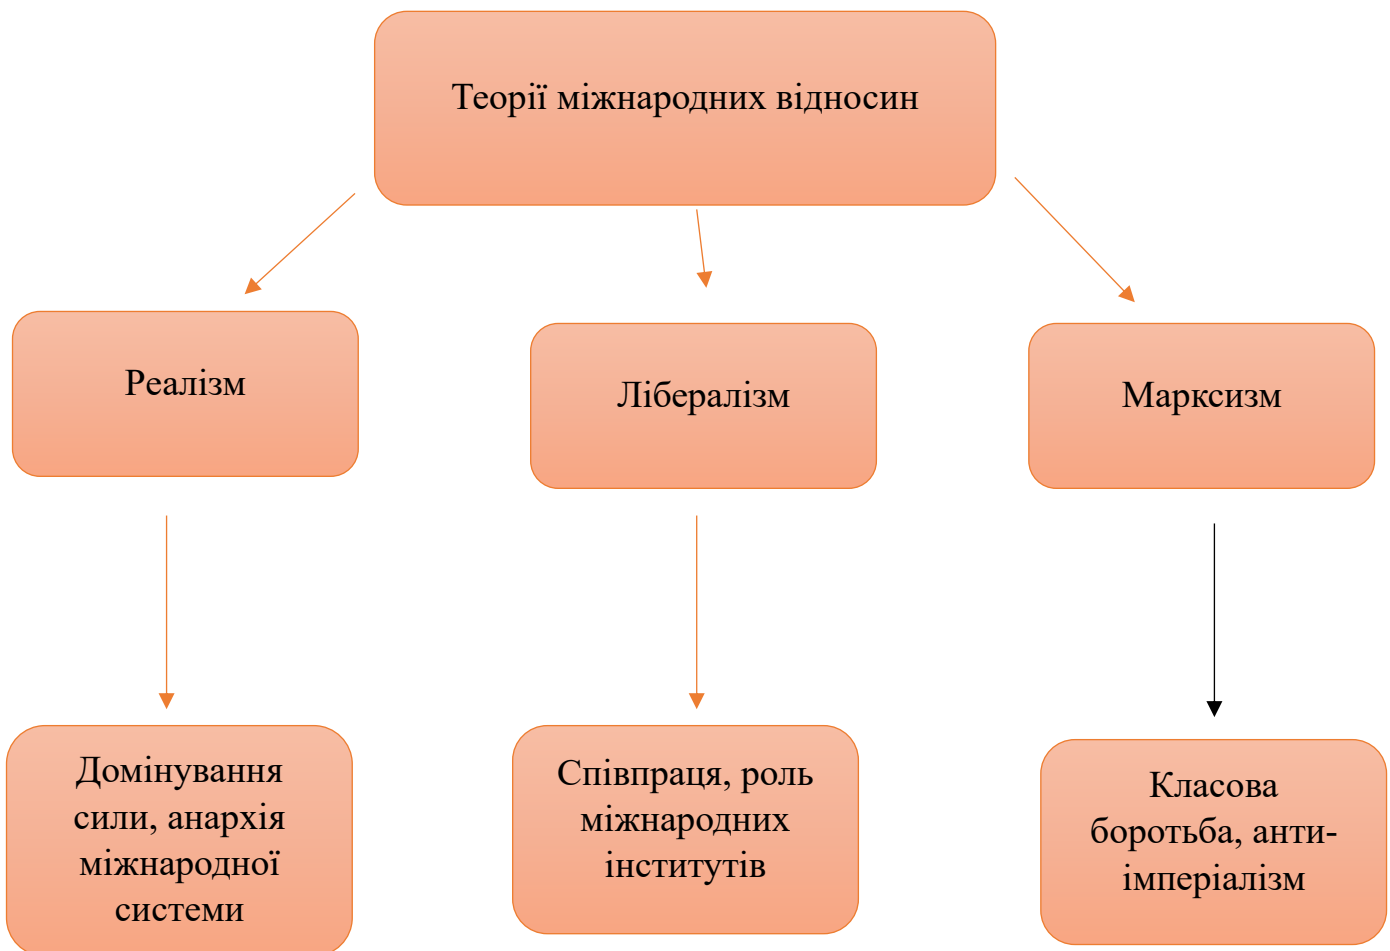 Теорії міжнародних відносин
Реалізм
Лібералізм
Марксизм
Домінування
сили, анархія
міжнародної
системи
Співпраця, роль
міжнародних
інститутів
Класова
боротьба, анти-
імперіалізм